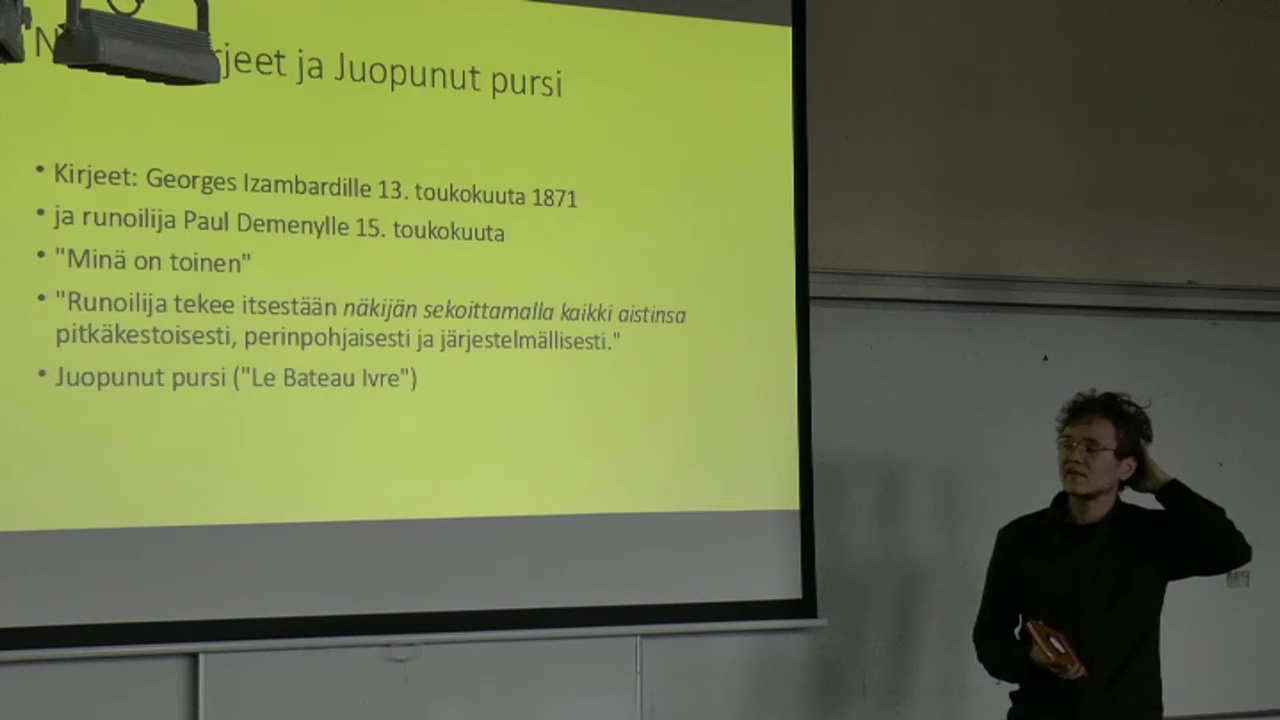 rjeet ja Juopunut pursi
• Kirjeet: Georges Izambardille 13. toukokuuta 1871
• ja runoilija Paul Demenylle 15. toukokuuta
• "Minä on toinen"
• "Runoilija tekee itsestään näkijän sekoittamalla kaikki aistinsa
pitkäkestoisesti, perinpohjaisesti ja järjestelmällisesti."
• Juopunut pursi ("Le Bateau Ivre")